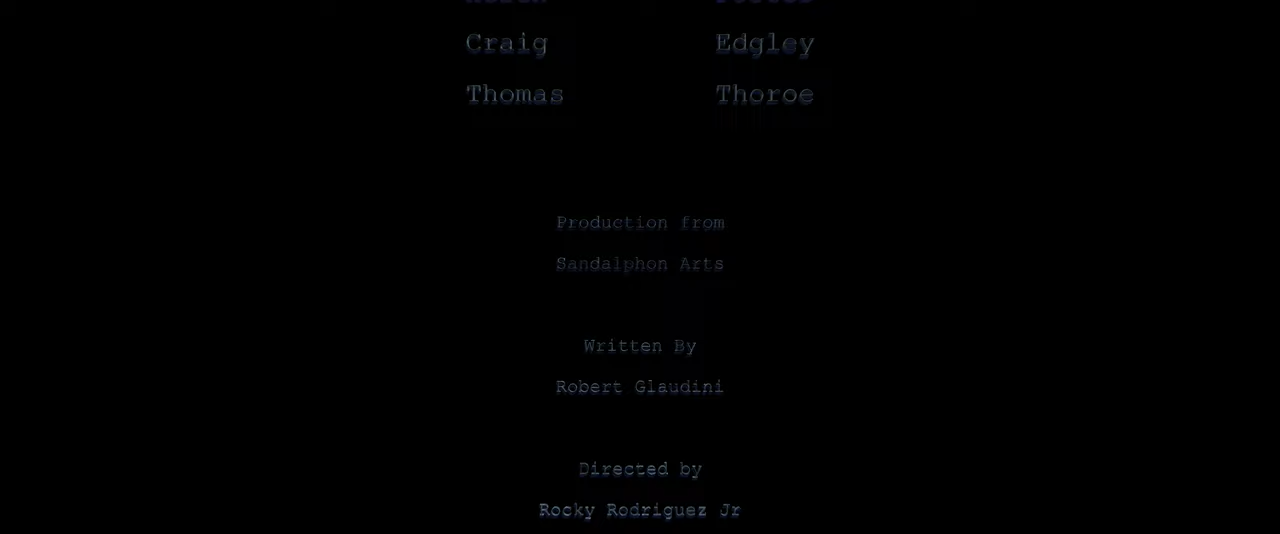 Craig Edgley
Thomas Thoroe
Production from
Sandalphon Arts
Written By
Robert Glaudini
Directed by
Rocky Rodriguez Jr